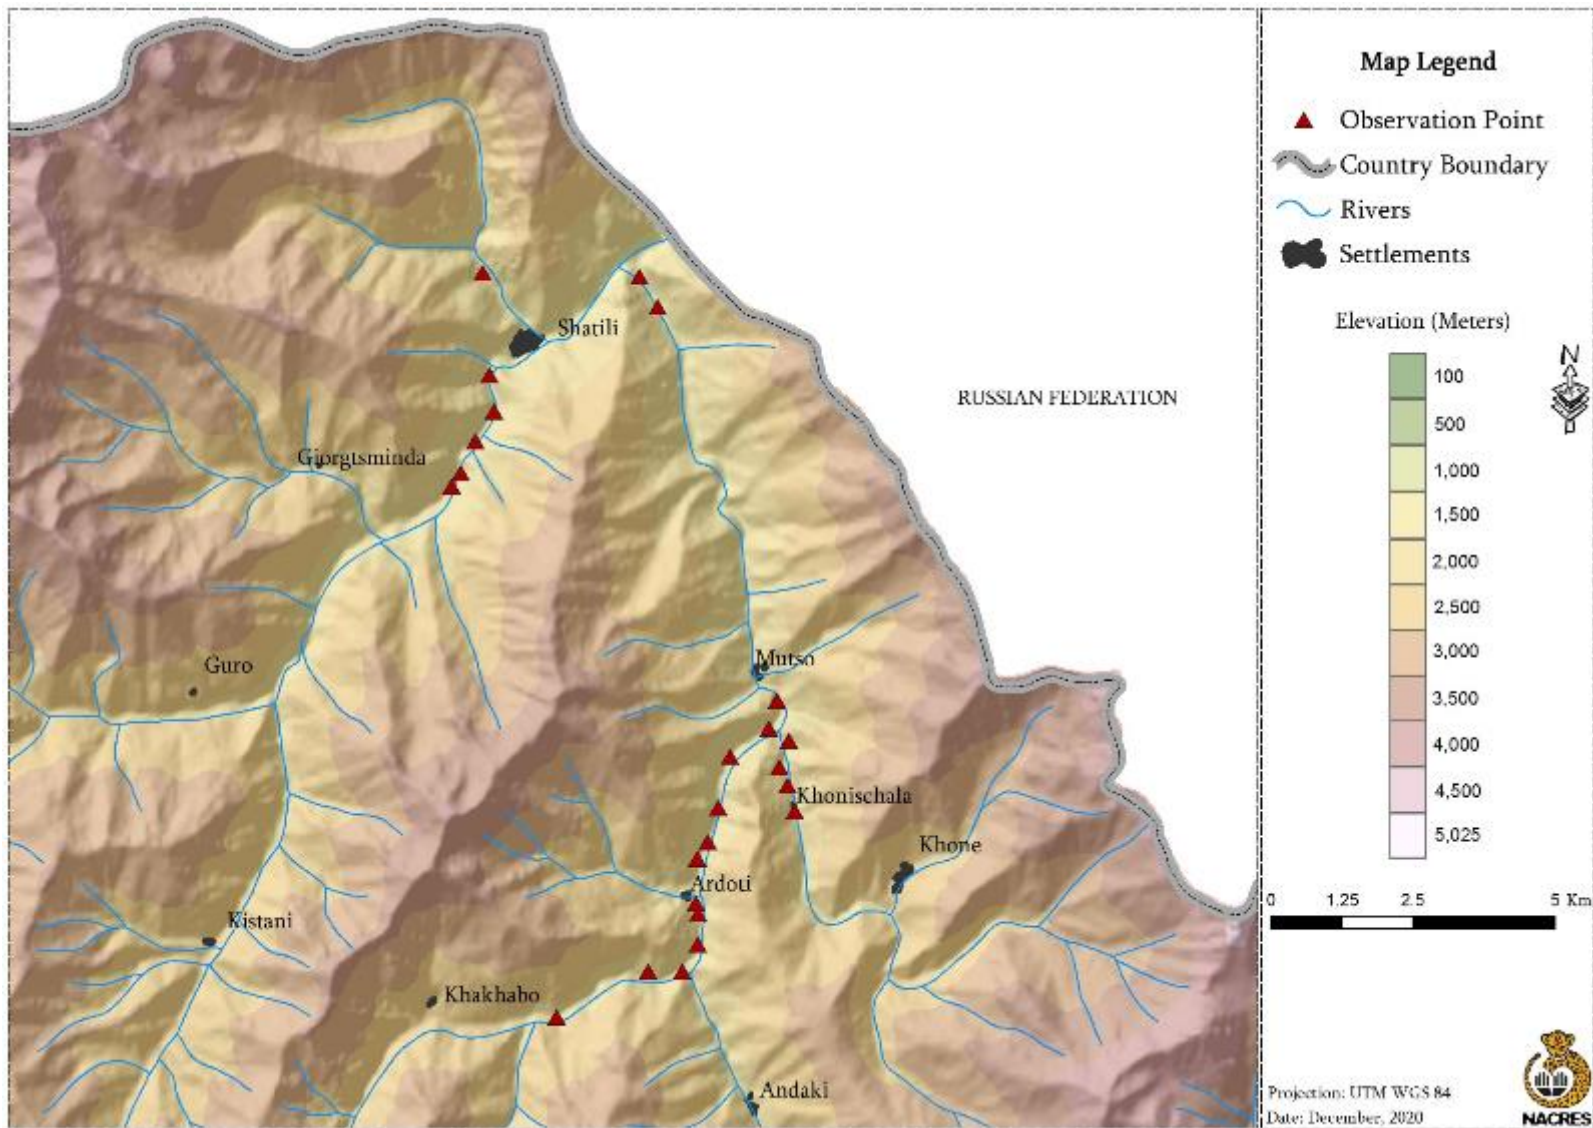 Shatili
Giorgtsminda
Guro
Mutso
Khonischala
Khone
Ardoti
Kistani
Khakhabo
Andaki
RUSSIAN FEDERATION
Map Legend
Observation Point
Country Boundary
Rivers
Settlements
Elevation (Meters)
100
500
1,000
1,500
2,000
2,500
3,000
3,500
4,000
4,500
5,025
N
0 1.25 2.5 5 Km
Projection: UTM WGS 84
Date: December, 2020
NACRES